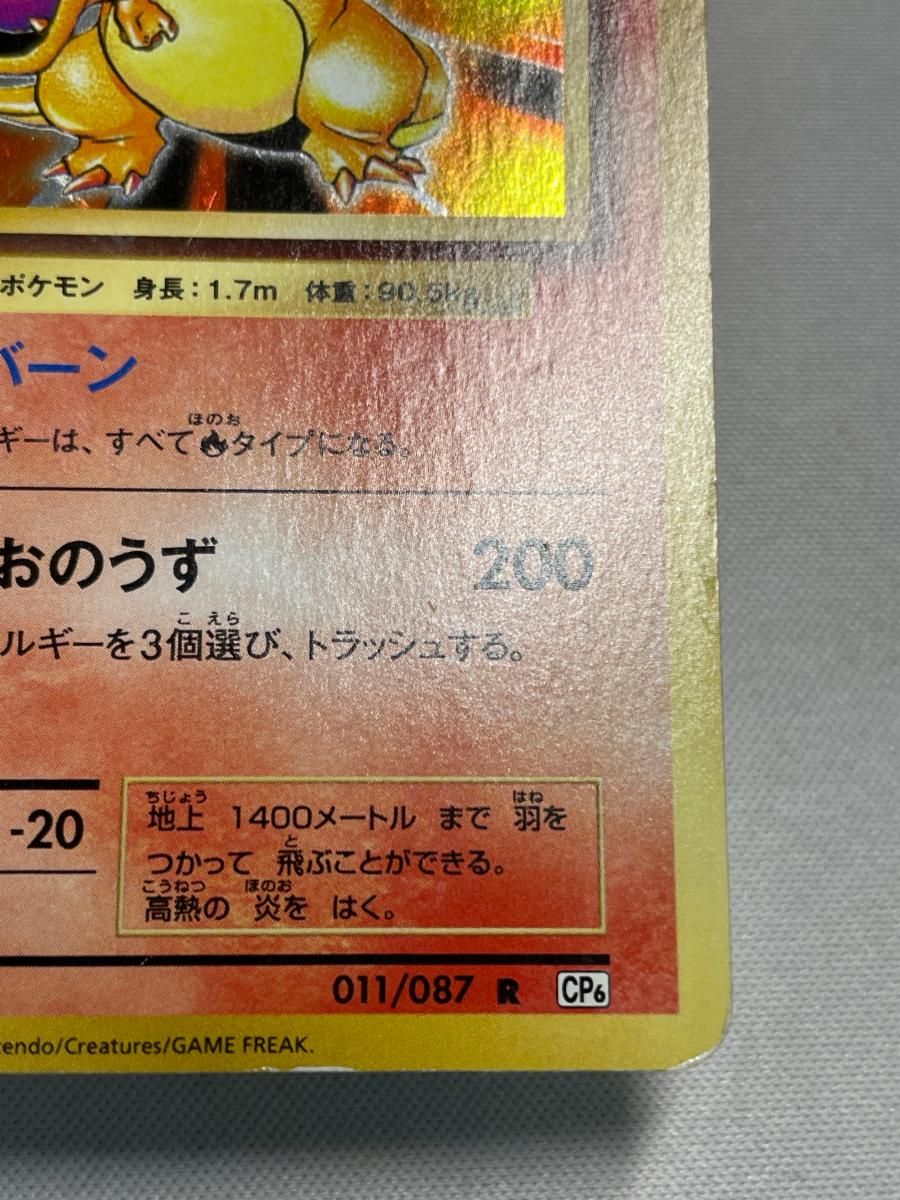 ポケモン 身長：1.7m 体重：90.5kg
バーン
ほのお
ギーは、すべてタイプになる。
おのうず 200
こ えら
ルギーを3個選び、トラッシュする。
-20
ちじょう はね
地上 1400メートル まで 羽を
と
つかって 飛ぶことができる。
こうねつ ほのお
高熱の 炎を はく。
011/087 R CP6
tendo/Creatures/GAME FREAK.